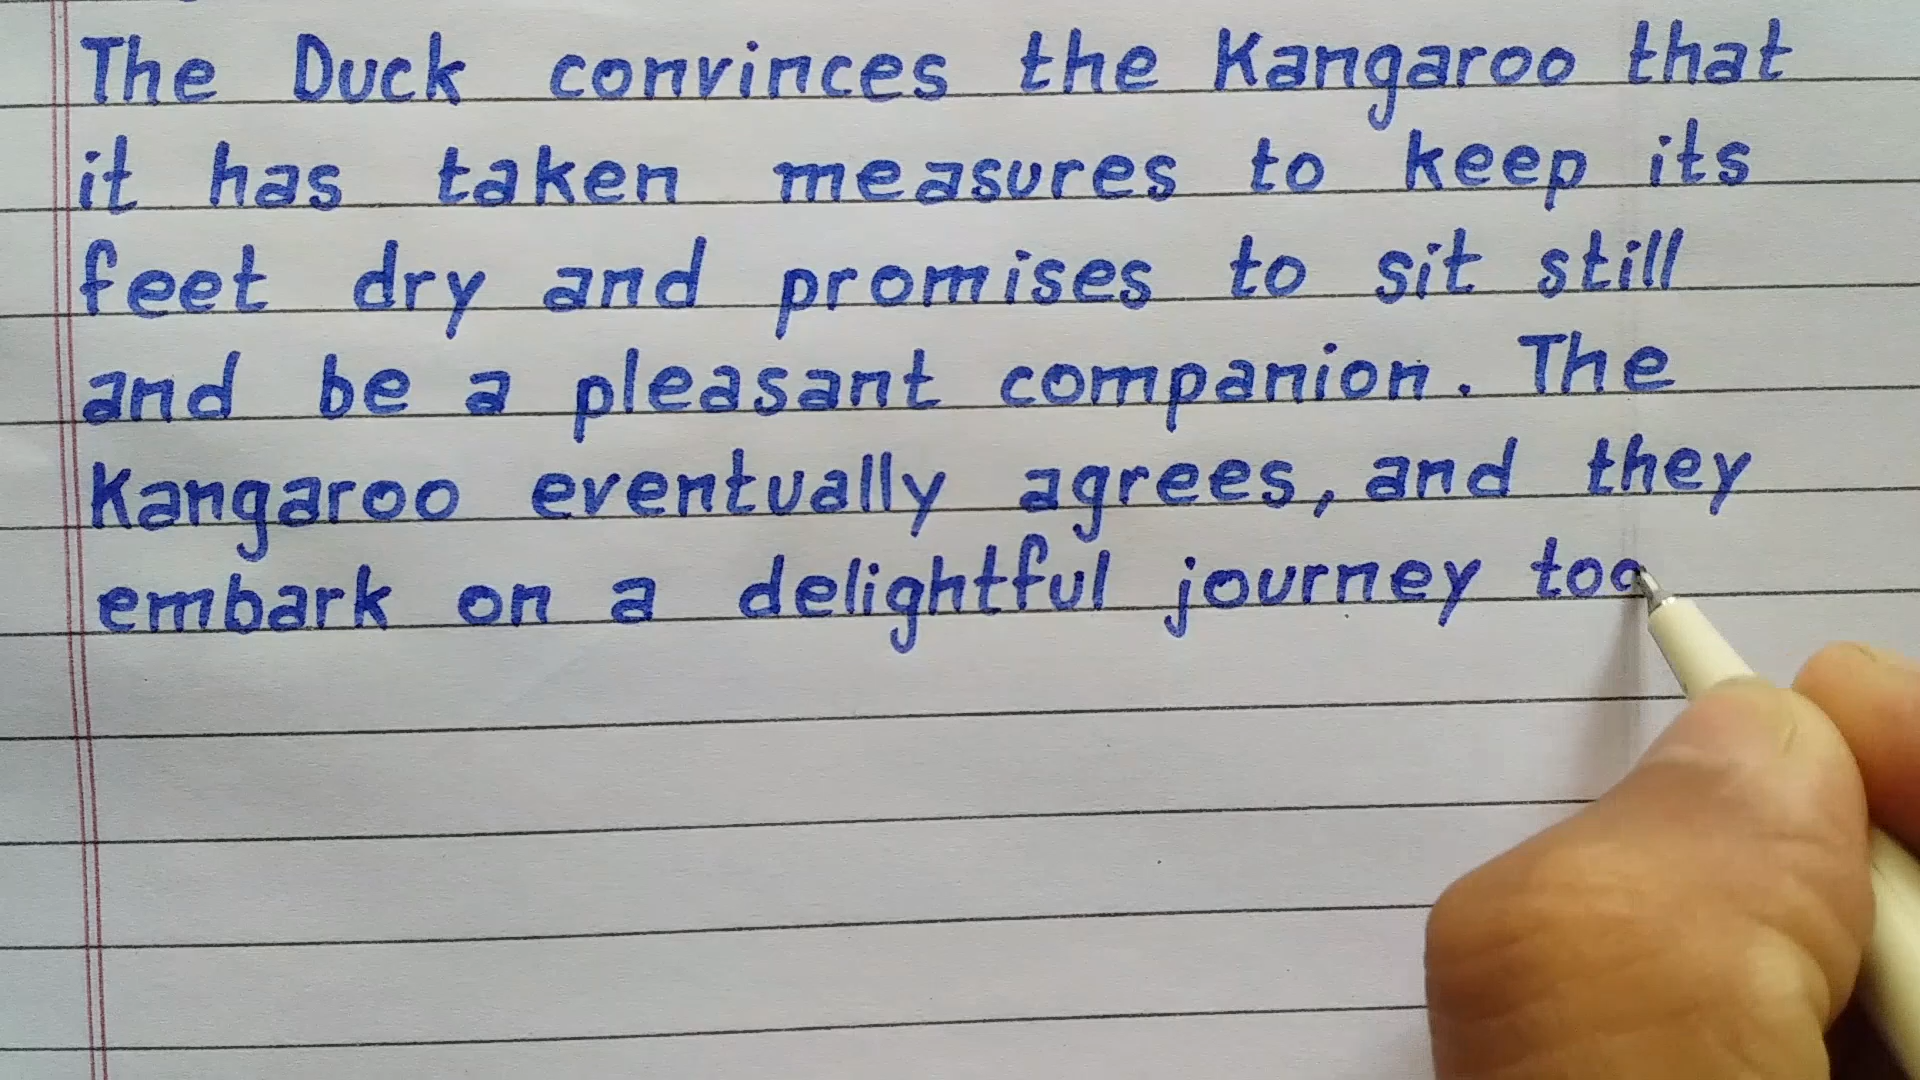 The Duck convinces the Kangaroo that
it has taken measures to keep its
feet dry and promises to sit still
and be a pleasant companion. The
Kangaroo eventually agrees, and they
embark on a delightful journey